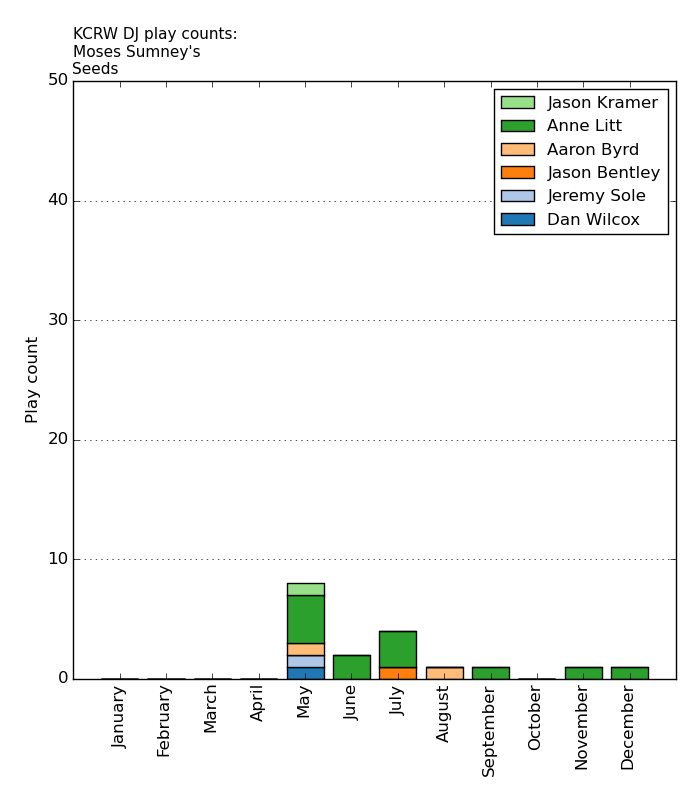 KCRW DJ play counts:
Moses Sumney's
Seeds
50
40
30
20
10
0
Play count
Jason Kramer
Anne Litt
Aaron Byrd
Jason Bentley
Jeremy Sole
Dan Wilcox
January
February
March
April
May
June
July
August
September
October
November
December